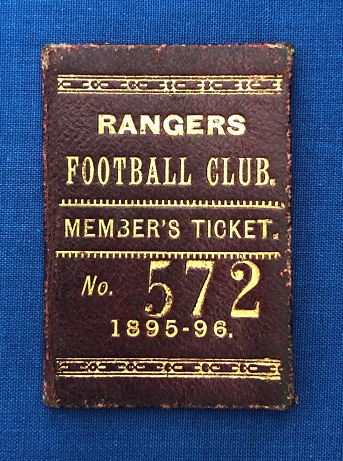 RANGERS
FOOTBALL CLUB.
MEMBER'S TICKET.
No. 572
1895-96.